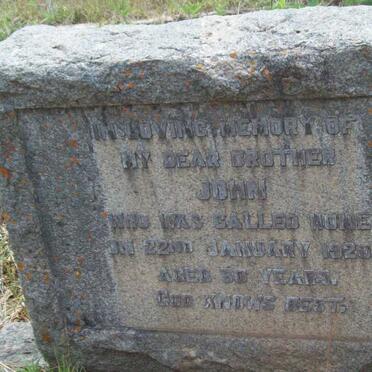 IN LOVING MEMORY OF
MY DEAR BROTHER
JOHN
WHO WAS CALLED HOME
ON 22ND JANUARY
AGED 50 YEARS.
GOD KNOWS BEST.